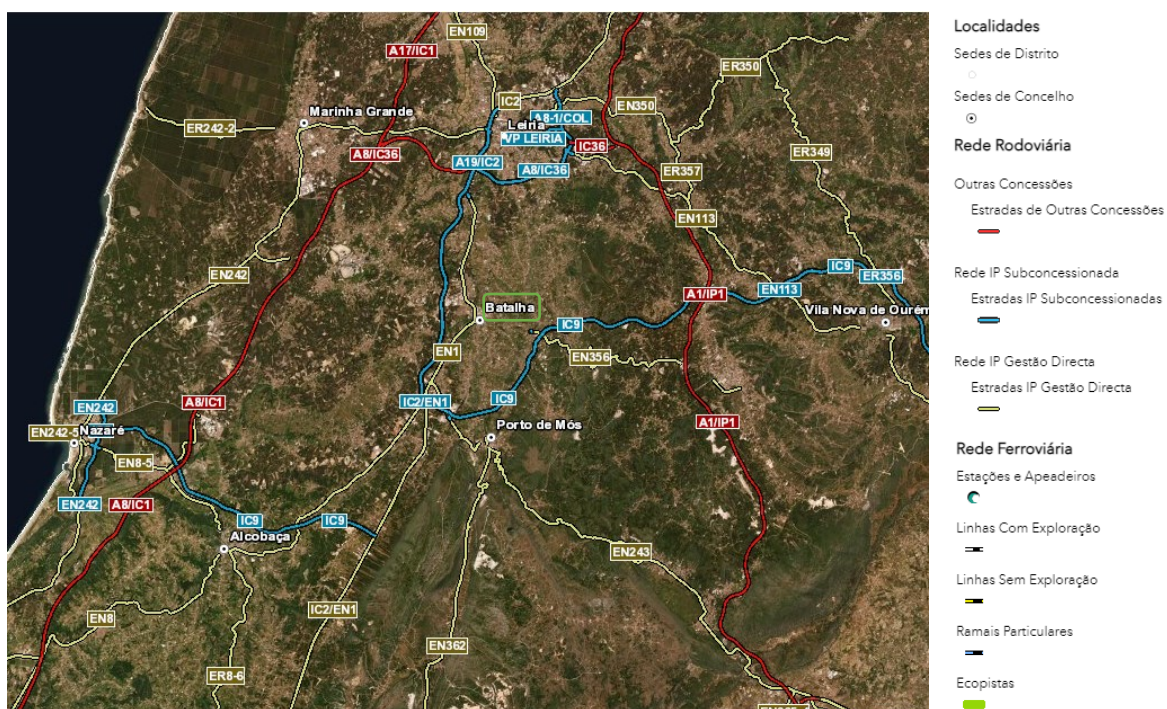 EN109
A17/IC1
ER350
IC2
EN350
Marinha Grande
A8-1/COL
ER242-2
Leiria
VP LEIRIA
IC36
A8/IC36
ER349
A19/IC2
A8/IC36
ER357
EN113
EN242
IC9
ER356
EN113
A1/IP1
Batalha
Vila Nova de Ourém
IC9
EN1
EN356
EN242
A8/IC1
IC2/EN1
IC9
A1/IP1
EN242-5
Nazaré
Porto de Mós
EN8-5
EN242
A8/IC1
IC9
IC9
Alcobaça
EN243
IC2/EN1
EN8
EN362
ER8-6
Localidades
Sedes de Distrito
Sedes de Concelho
Rede Rodoviária
Outras Concessões
Estradas de Outras Concessões
Rede IP Subconcessionada
Estradas IP Subconcessionadas
Rede IP Gestão Directa
Estradas IP Gestão Directa
Rede Ferroviária
Estações e Apeadeiros
Linhas Com Exploração
Linhas Sem Exploração
Ramais Particulares
Ecopistas